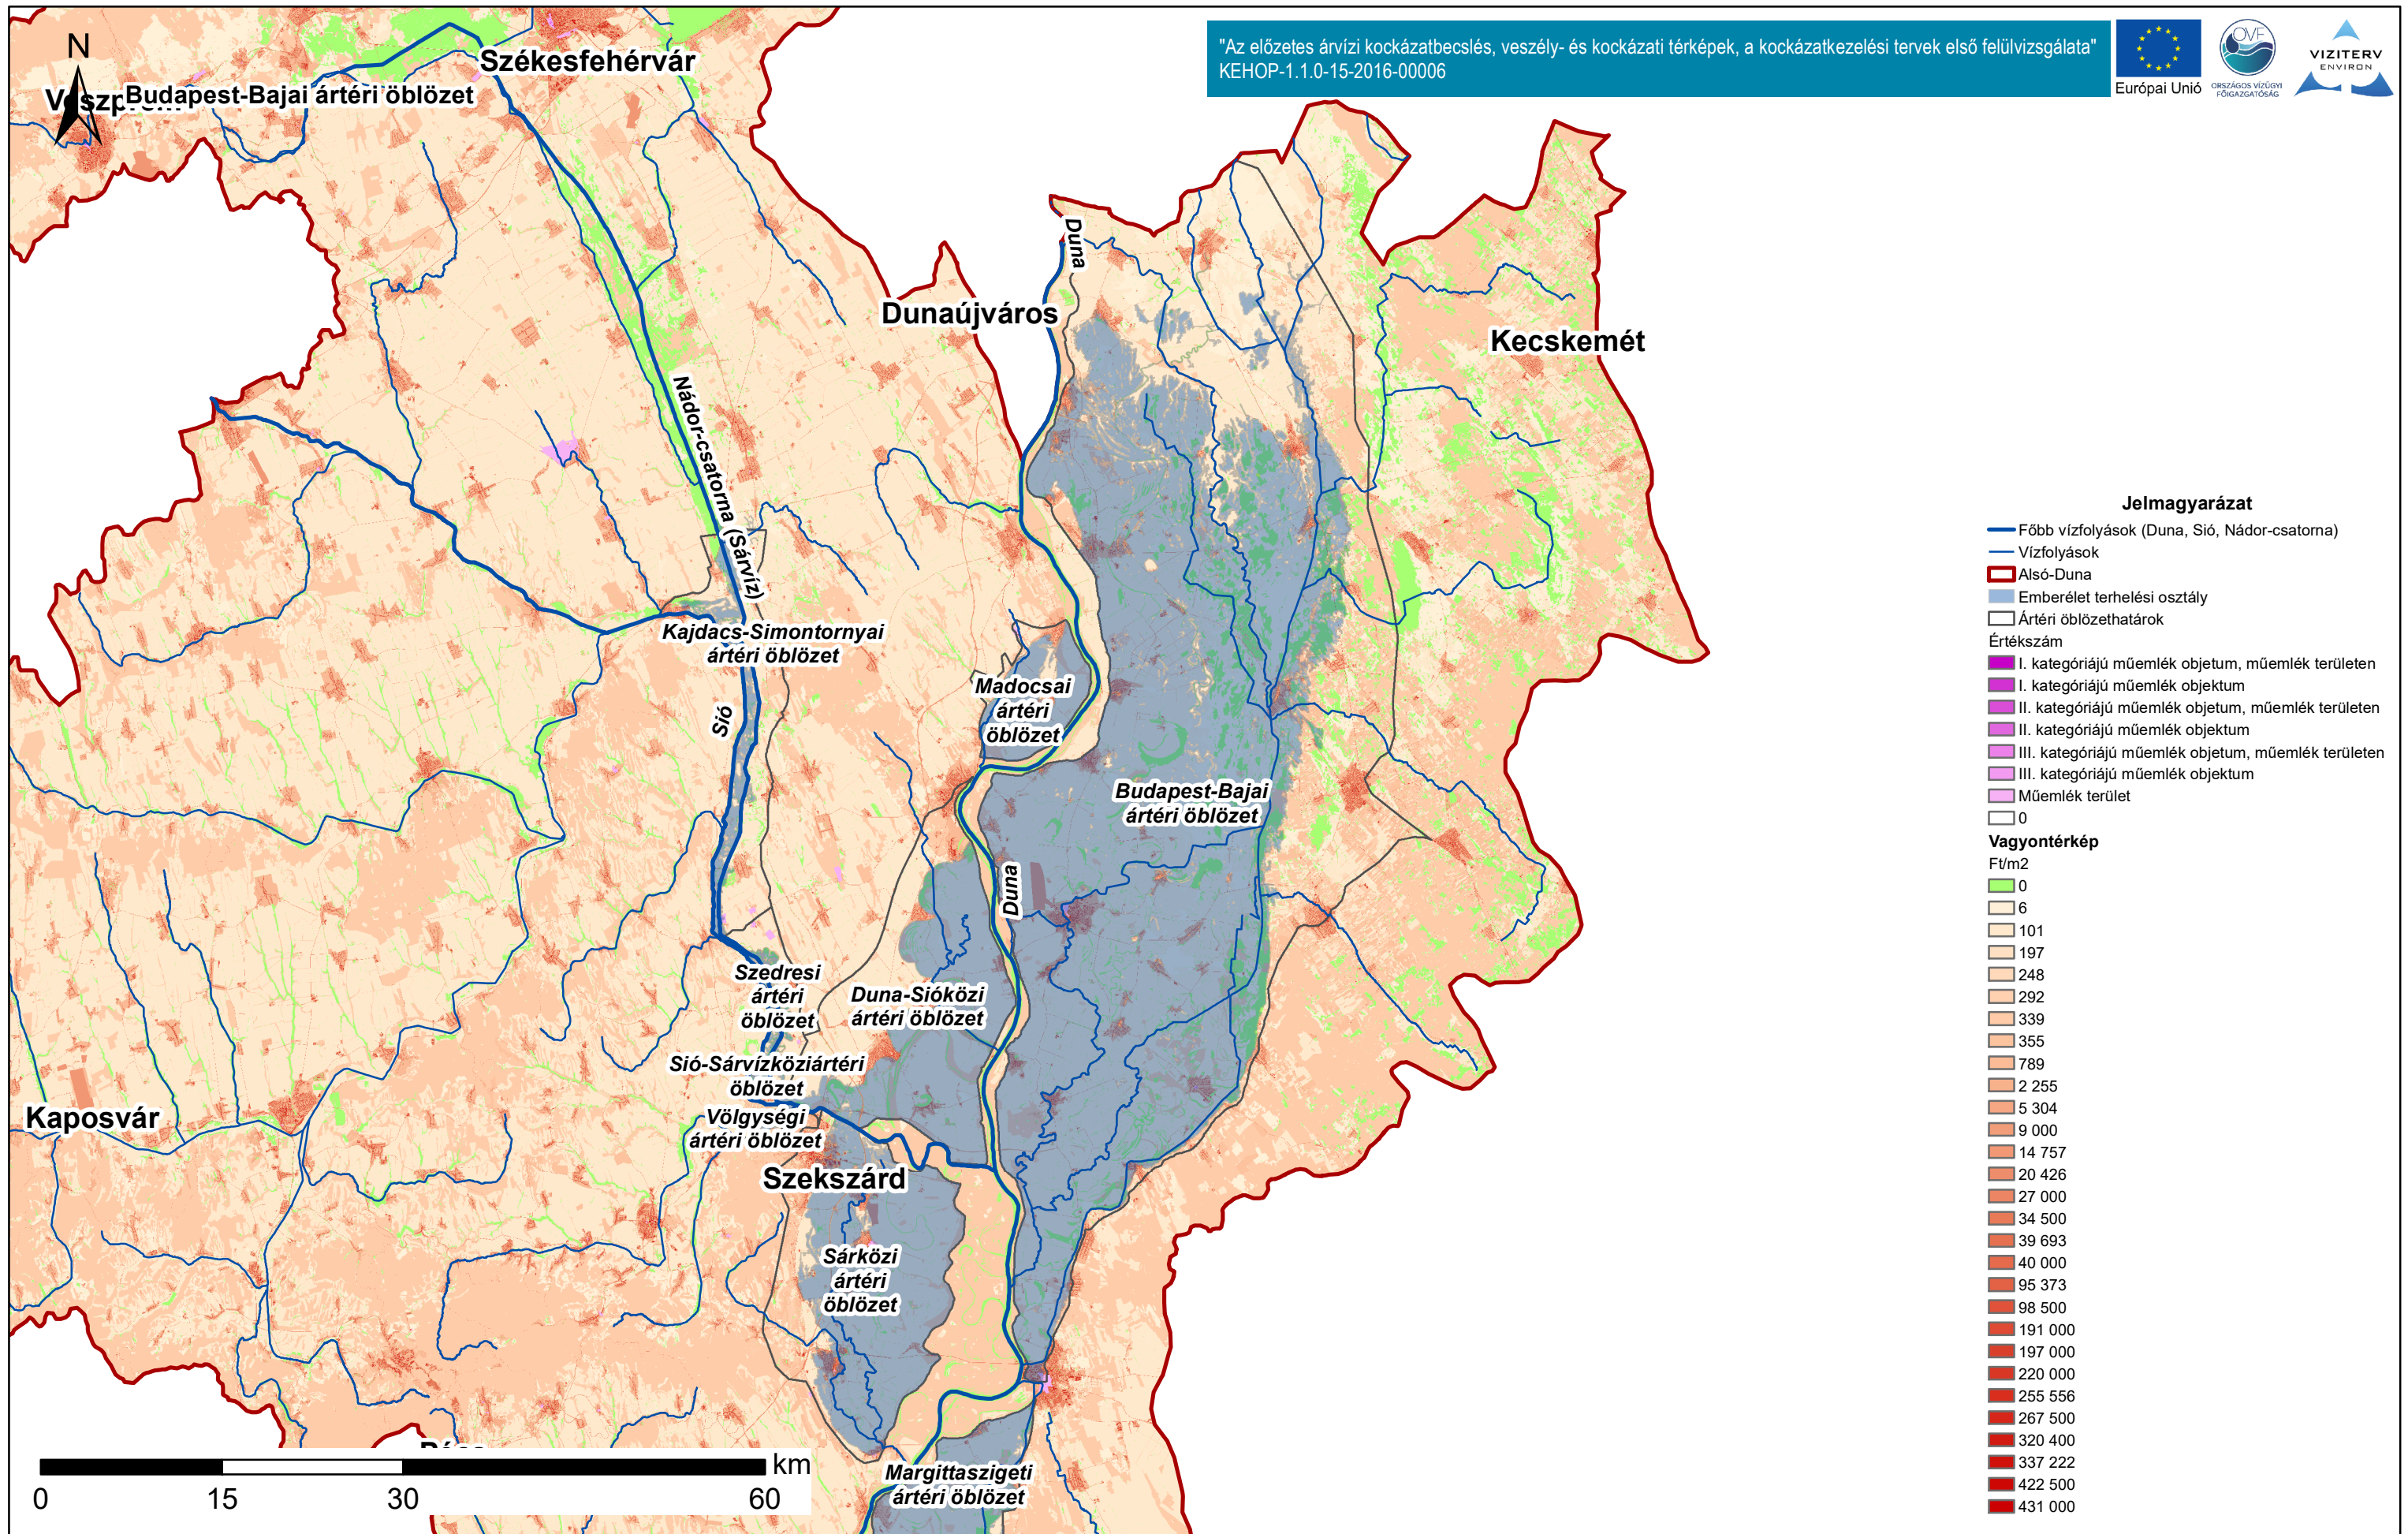 "Az előzetes árvízi kockázatbecslés, veszély- és kockázati térképek, a kockázatkezelési tervek első felülvizsgálata"
KEHOP-1.1.0-15-2016-00006
Európai Unió
OVF
ORSZÁGOS VÍZÜGYI
FŐIGAZGATÓSÁG
VIZITERV
ENVIRON
N
Székesfehérvár
Budapest-Bajai ártéri öblözet
Duna
Dunaújváros
Kecskemét
Nádor-csatorna (Sárvíz)
Kajdacs-Simontornyai
ártéri öblözet
Madocsai
ártéri
öblözet
Sió
Budapest-Bajai
ártéri öblözet
Duna
Szedresi
ártéri
öblözet
Duna-Sióközi
ártéri öblözet
Sió-Sárvízköziártéri
öblözet
Kaposvár
Völgységi
ártéri öblözet
Szekszárd
Sárközi
ártéri
öblözet
Margittaszigeti
ártéri öblözet
km
0 15 30 60
Jelmagyarázat
Főbb vízfolyások (Duna, Sió, Nádor-csatorna)
Vízfolyások
Alsó-Duna
Emberélet terhelési osztály
Ártéri öblözethatárok
Értékszám
I. kategóriájú műemlék objetum, műemlék területen
I. kategóriájú műemlék objektum
II. kategóriájú műemlék objetum, műemlék területen
II. kategóriájú műemlék objektum
III. kategóriájú műemlék objetum, műemlék területen
III. kategóriájú műemlék objektum
Műemlék terület
0
Vagyontérkép
Ft/m2
0
6
101
197
248
292
339
355
789
2 255
5 304
9 000
14 757
20 426
27 000
34 500
39 693
40 000
95 373
98 500
191 000
197 000
220 000
255 556
267 500
320 400
337 222
422 500
431 000